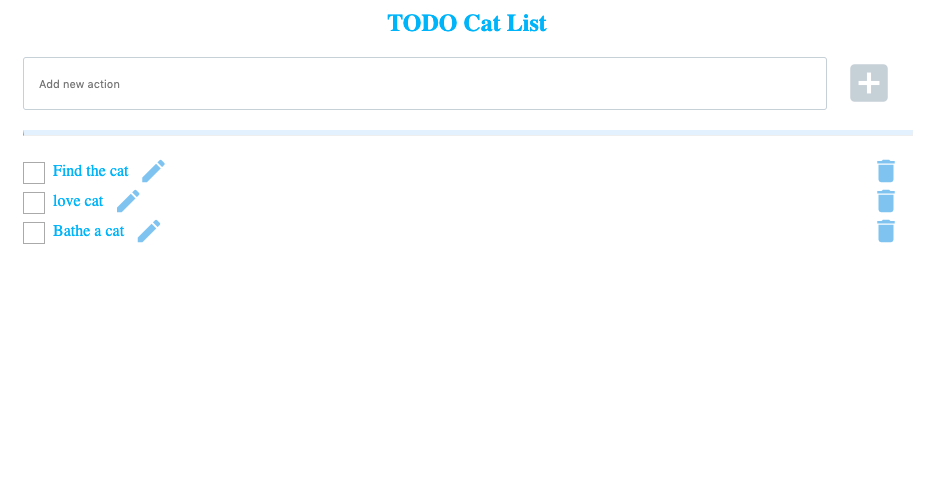 TODO Cat List
Add new action
Find the cat
love cat
Bathe a cat